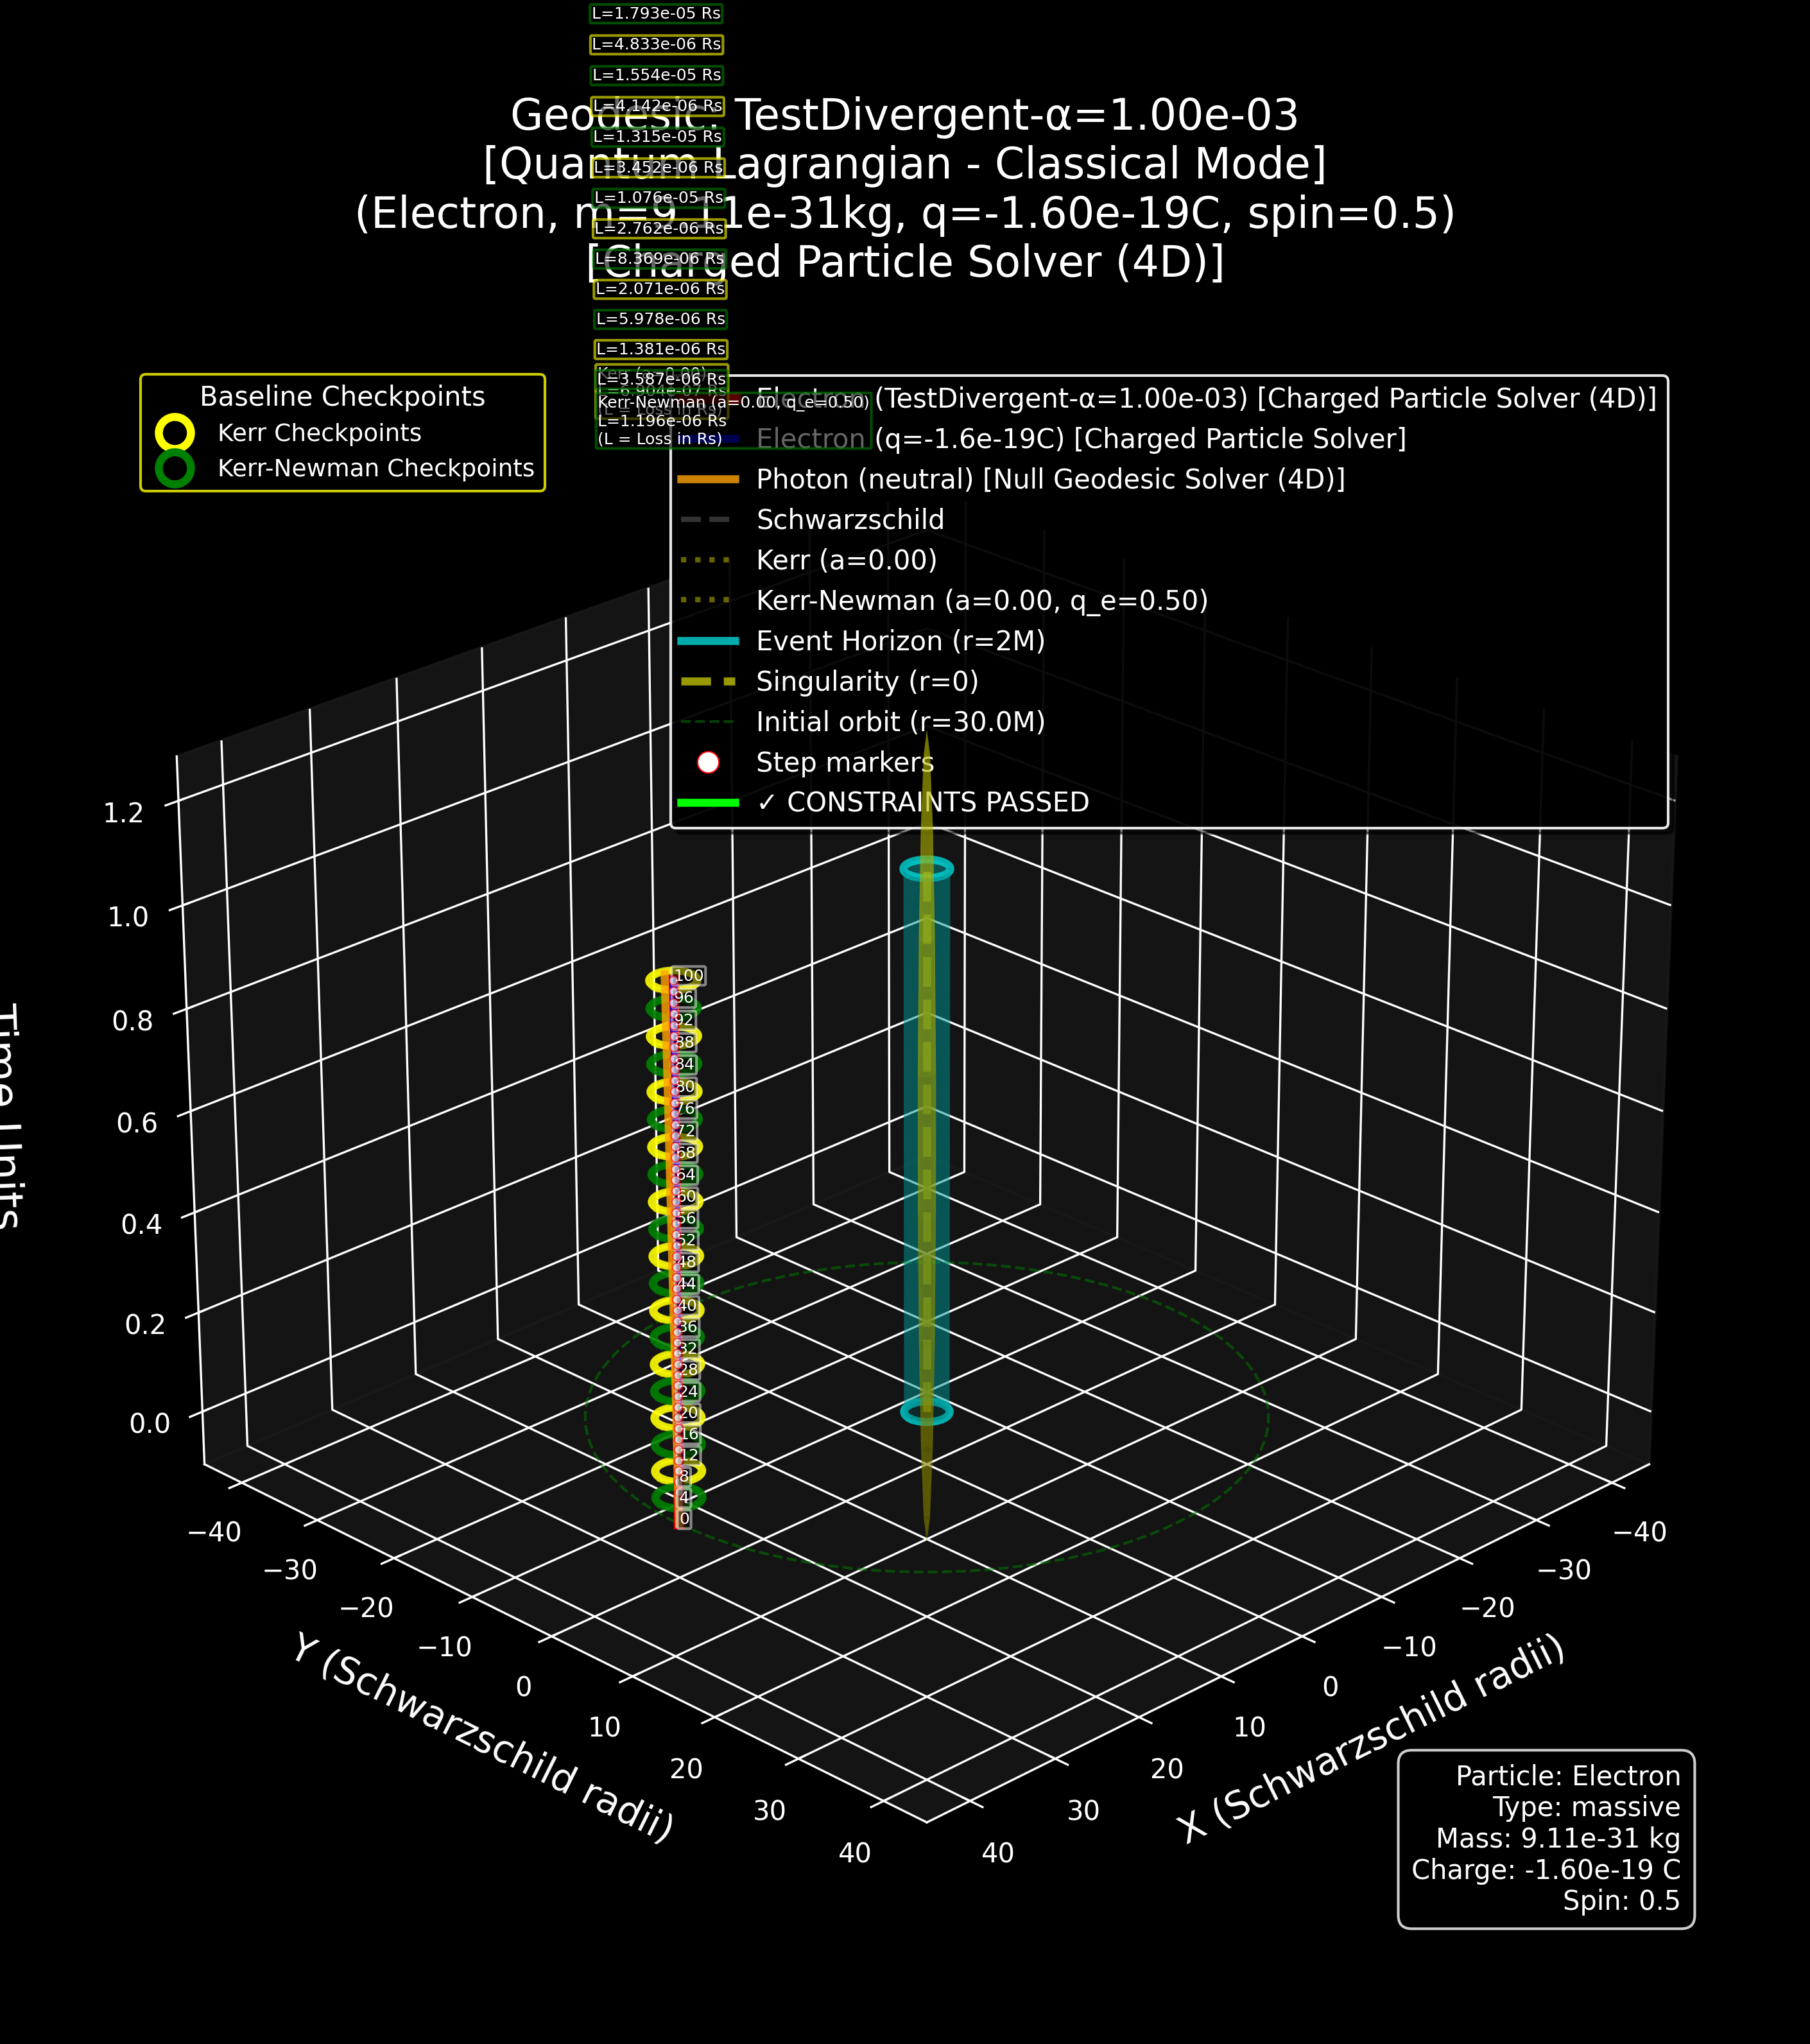 L=1.793e-05 Rs
L=4.833e-06 Rs
L=1.554e-05 Rs
L=4.142e-06 Rs
L=1.315e-05 Rs
L=3.452e-06 Rs
L=1.076e-05 Rs
L=2.762e-06 Rs
L=8.369e-06 Rs
L=2.071e-06 Rs
L=5.978e-06 Rs
L=1.381e-06 Rs
Kerr (a=0.00)
L=6.904e-07 Rs
(L = Loss in Rs)
L=3.587e-06 Rs
Kerr-Newman (a=0.00, q_e=0.50)
L=1.196e-06 Rs
(L = Loss in Rs)
Geodesic: TestDivergent-α=1.00e-03
[Quantum Lagrangian - Classical Mode]
(Electron, m=9.11e-31kg, q=-1.60e-19C, spin=0.5)
[Charged Particle Solver (4D)]
Baseline Checkpoints
Kerr Checkpoints
Kerr-Newman Checkpoints
Electron (TestDivergent-α=1.00e-03) [Charged Particle Solver (4D)]
Electron (q=-1.6e-19C) [Charged Particle Solver]
Photon (neutral) [Null Geodesic Solver (4D)]
Schwarzschild
Kerr (a=0.00)
Kerr-Newman (a=0.00, q_e=0.50)
Event Horizon (r=2M)
Singularity (r=0)
Initial orbit (r=30.0M)
Step markers
✓ CONSTRAINTS PASSED
1.2
1.0
0.8
0.6
0.4
0.2
0.0
Time Units
100
96
92
88
84
80
76
72
68
64
60
56
52
48
44
40
36
32
28
24
20
16
12
8
4
0
−40
−30
−20
−10
0
10
20
30
40
Y (Schwarzschild radii)
−40
−30
−20
−10
0
10
20
30
40
X (Schwarzschild radii)
Particle: Electron
Type: massive
Mass: 9.11e-31 kg
Charge: -1.60e-19 C
Spin: 0.5